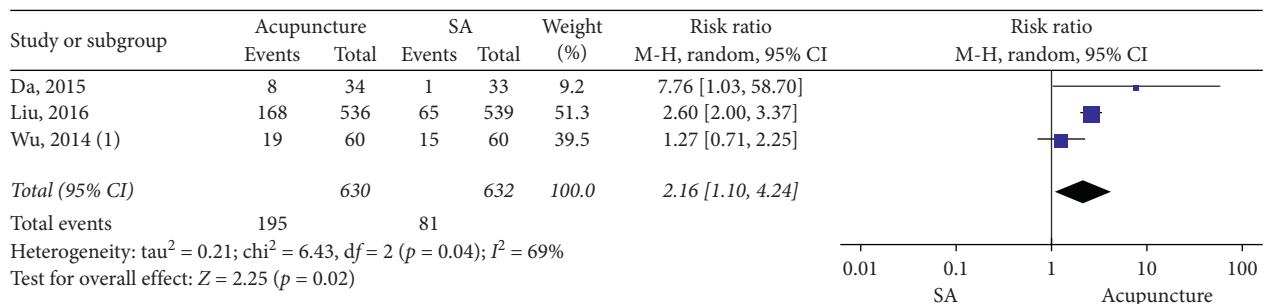 Study or subgroup Acupuncture SA Weight (%) Risk ratio M-H, random, 95% CI Risk ratio M-H, random, 95% CI
Events Total Events Total
Da, 2015 8 34 1 33 9.2 7.76 [1.03, 58.70]
Liu, 2016 168 536 65 539 51.3 2.60 [2.00, 3.37]
Wu, 2014 (1) 19 60 15 60 39.5 1.27 [0.71, 2.25]
Total (95% CI) 630 632 100.0 2.16 [1.10, 4.24]
Total events 195 81
Heterogeneity: tau² = 0.21; chi² = 6.43, df = 2 (p = 0.04); I² = 69%
Test for overall effect: Z = 2.25 (p = 0.02)
0.01 0.1 1 10 100
SA Acupuncture